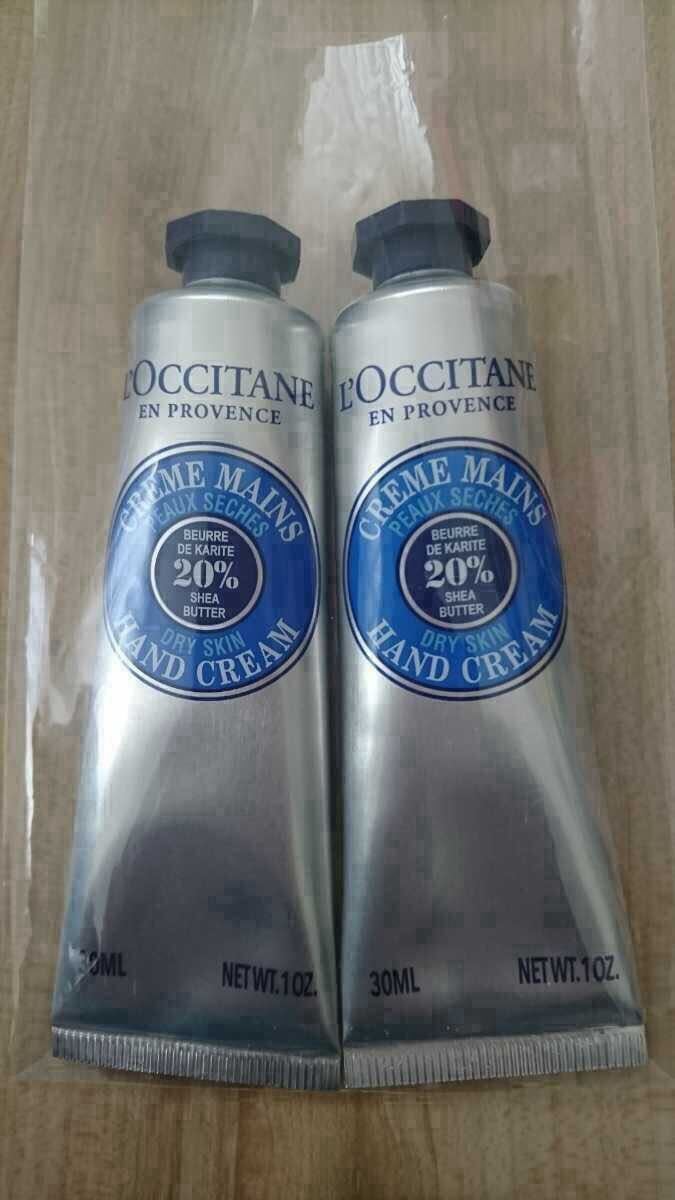 L'OCCITANE
EN PROVENCE
CREME MAINS
PEAUX SECHES
BEURRE
DE KARITE
20%
SHEA
BUTTER
DRY SKIN
HAND CREAM
30ML NET WT. 1 OZ.
L'OCCITANE
EN PROVENCE
CREME MAINS
PEAUX SECHES
BEURRE
DE KARITE
20%
SHEA
BUTTER
DRY SKIN
HAND CREAM
30ML NET WT. 1 OZ.